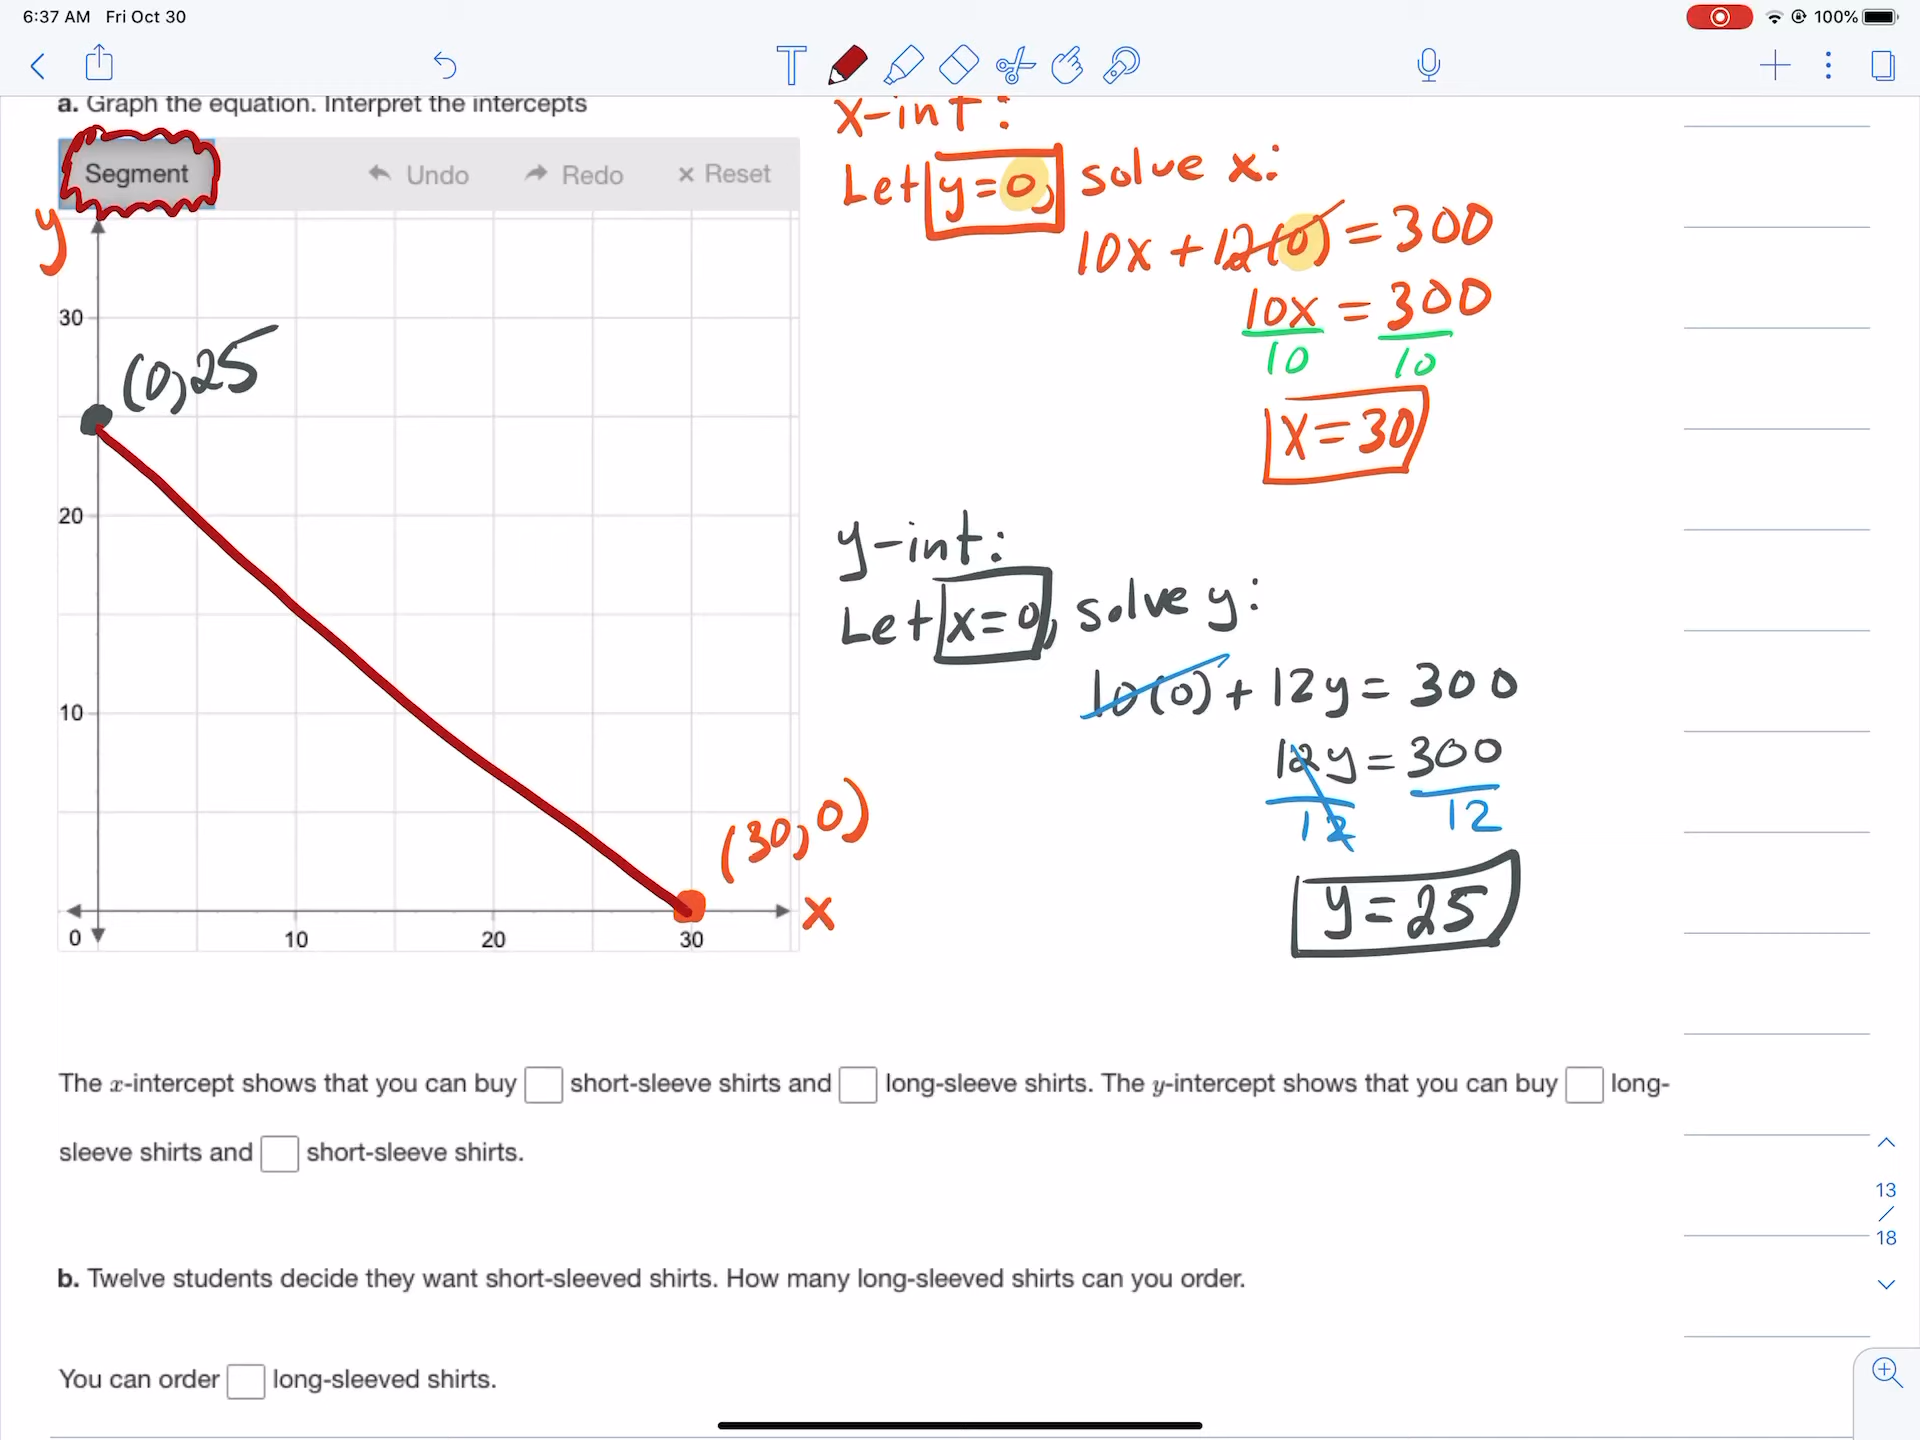 6:37 AM Fri Oct 30
100%
a. Graph the equation. Interpret the intercepts
Segment
Undo
Redo
× Reset
y
30
20
10
0
10
20
30
x
(0,25
(30,0)
x-int:
Let y=0, solve x:
10x + 12(0) = 300
10x = 300
10 10
x=30
y-int:
Let x=0, solve y:
10(0) + 12y = 300
12y = 300
12 12
y=25
The x-intercept shows that you can buy short-sleeve shirts and long-sleeve shirts. The y-intercept shows that you can buy long-
sleeve shirts and short-sleeve shirts.
b. Twelve students decide they want short-sleeved shirts. How many long-sleeved shirts can you order.
You can order long-sleeved shirts.
13
/
18